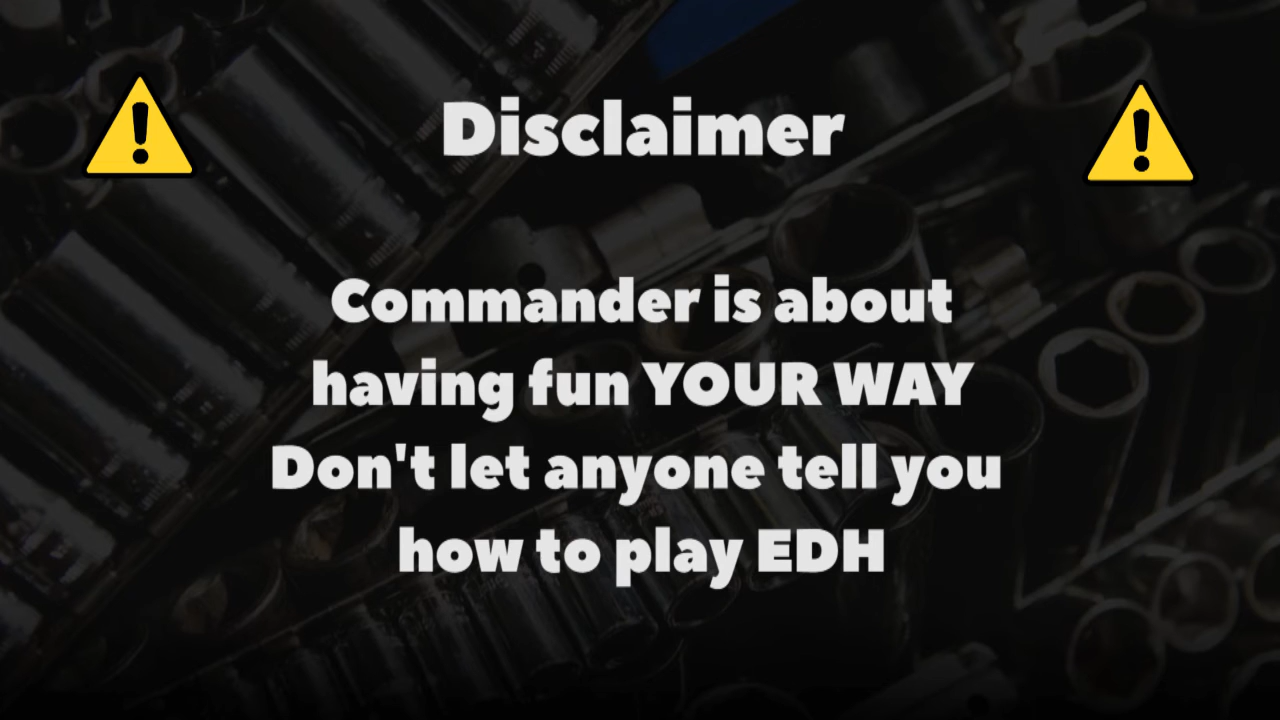 Disclaimer
Commander is about
having fun YOUR WAY
Don't let anyone tell you
how to play EDH